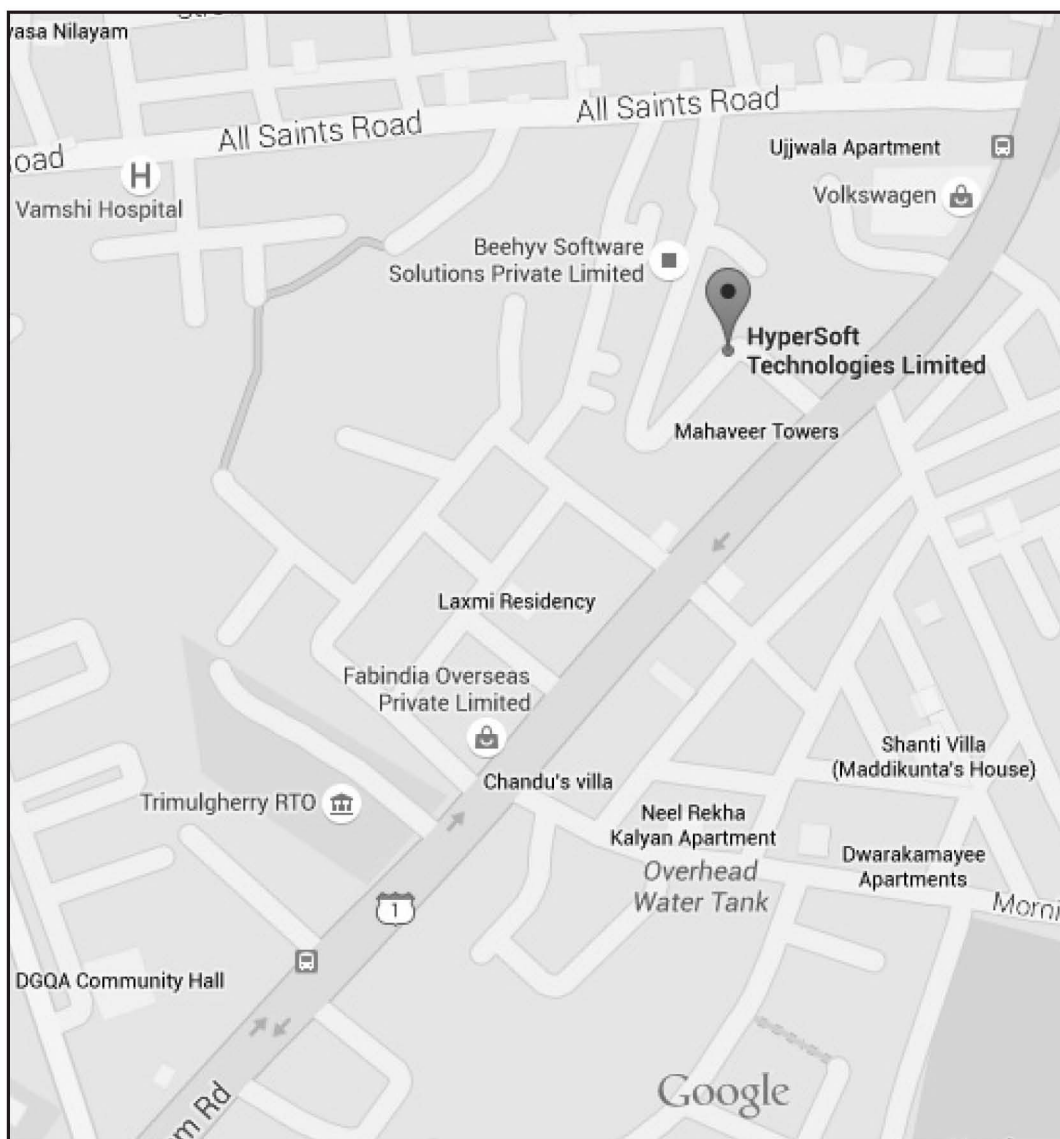 yasa Nilayam
All Saints Road
All Saints Road
oad
H
Vamshi Hospital
Ujjwala Apartment
Volkswagen
Beehyv Software
Solutions Private Limited
HyperSoft
Technologies Limited
Mahaveer Towers
Laxmi Residency
Fabindia Overseas
Private Limited
Chandu's villa
Shanti Villa
(Maddikunta's House)
Trimulgherry RTO
Neel Rekha
Kalyan Apartment
Overhead
Water Tank
Dwarakamayee
Apartments
Morni
1
DGQA Community Hall
m Rd
Google